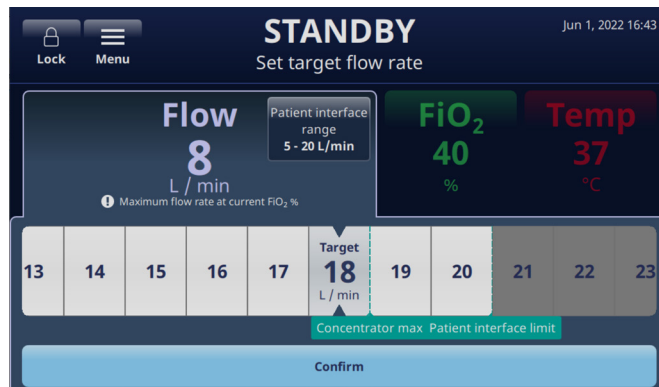 STANDBY
Jun 1, 2022 16:43
Lock
Menu
Set target flow rate
Flow
8
L / min
Maximum flow rate at current FiO₂ %
Patient interface
range
5 - 20 L/min
FiO₂
40
%
Temp
37
°C
13 14 15 16 17 Target 18 L / min 19 20 21 22 23
Concentrator max Patient interface limit
Confirm